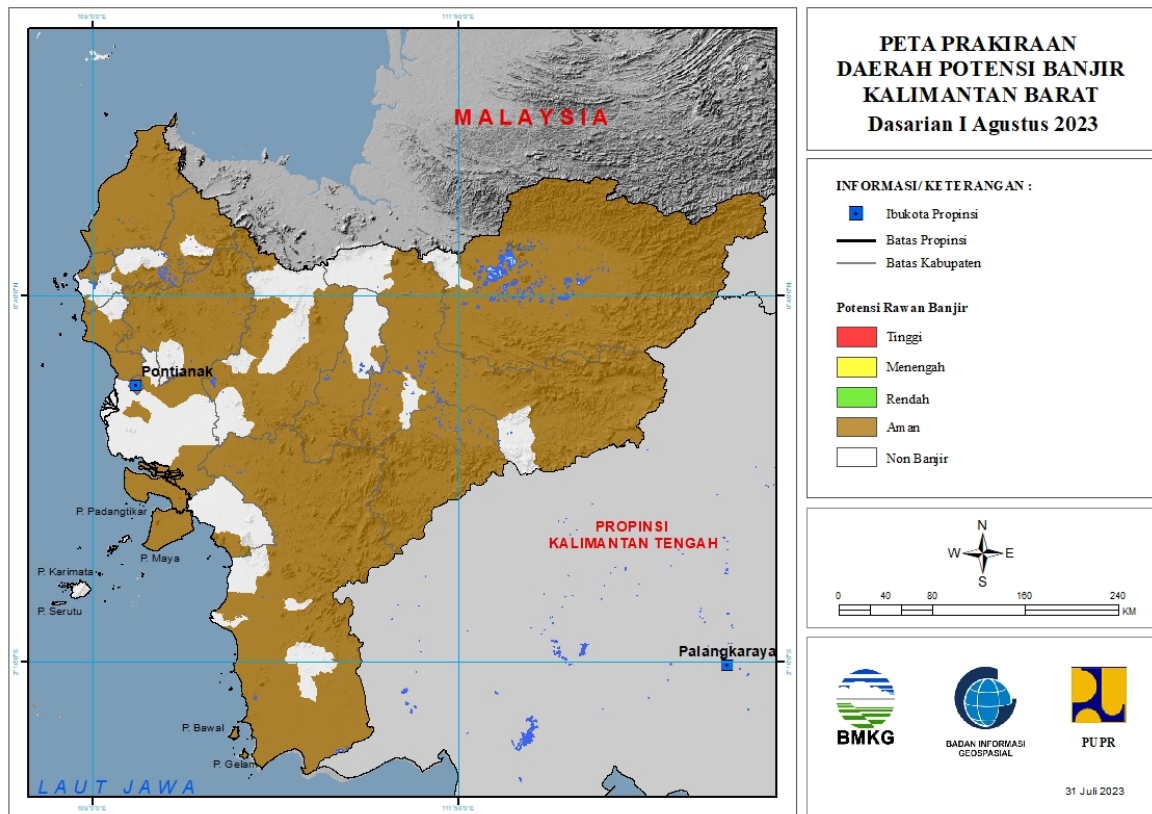 PETA PRAKIRAAN
DAERAH POTENSI BANJIR
KALIMANTAN BARAT
Dasarian I Agustus 2023
INFORMASI/KETERANGAN :
Ibukota Propinsi
Batas Propinsi
Batas Kabupaten
Potensi Rawan Banjir
Tinggi
Menengah
Rendah
Aman
Non Banjir
N
W E
S
0 40 80 160 240
KM
BMKG
BADAN INFORMASI
GEOSPASIAL
PUPR
31 Juli 2023
MALAYSIA
Pontianak
P. Padangtikar
P. Maya
P. Karimata
P. Serutu
PROPINSI
KALIMANTAN TENGAH
Palangkaraya
P. Bawal
P. Gelam
LAUT JAWA